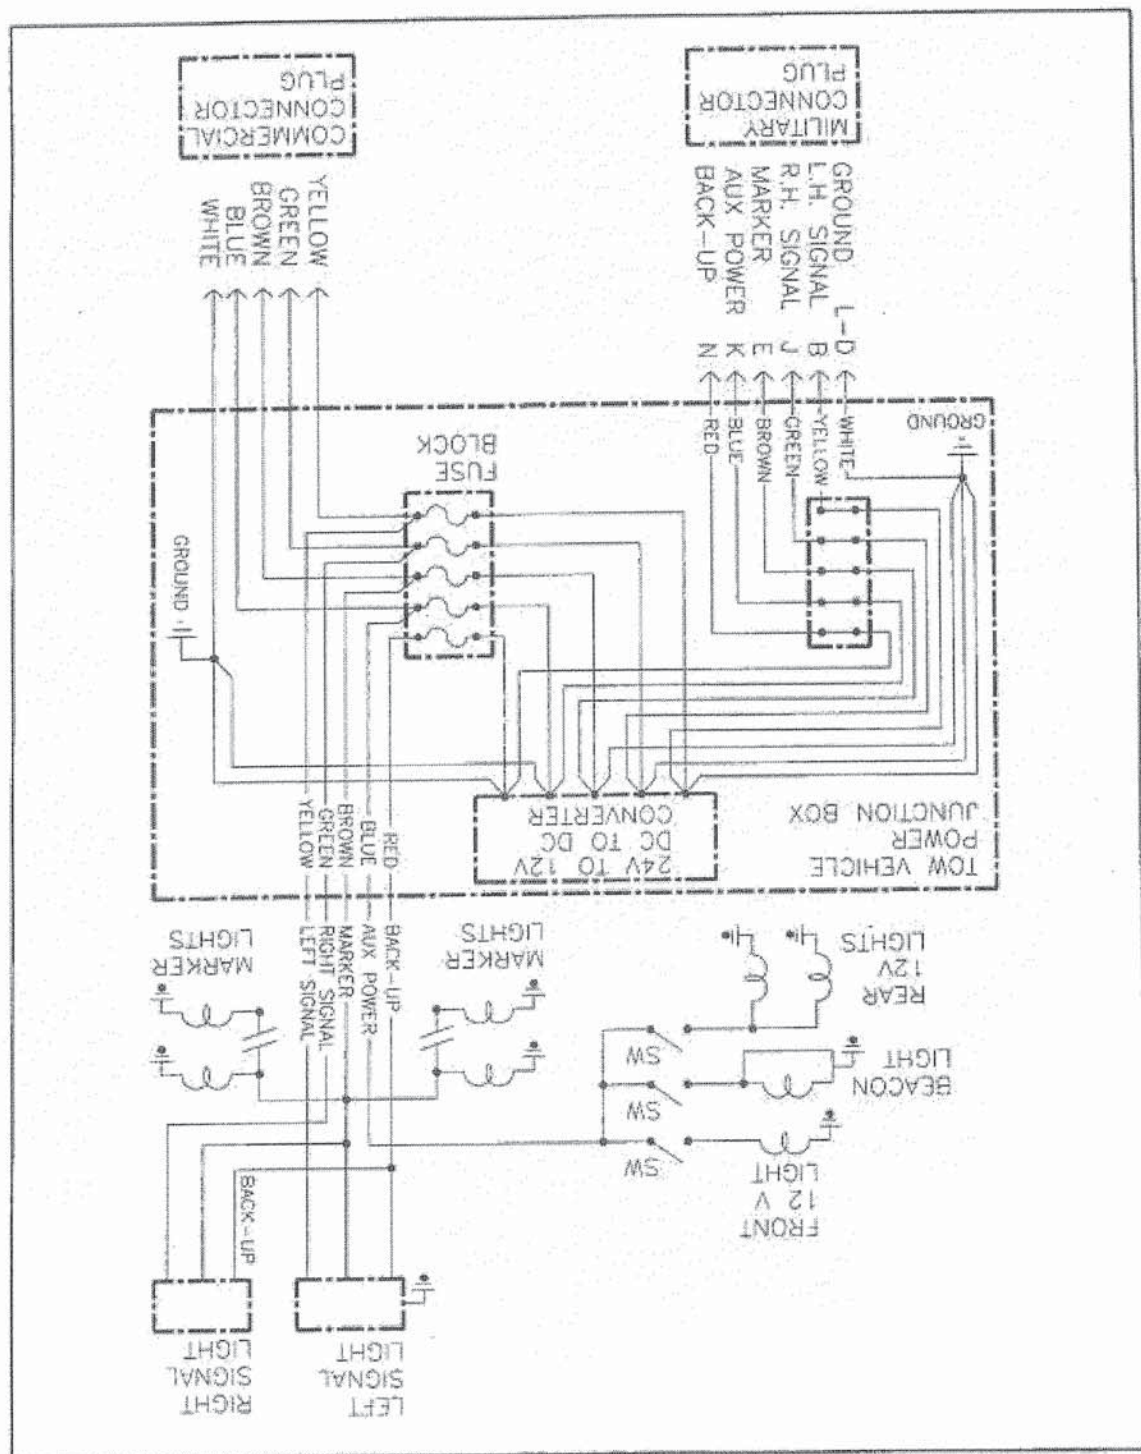 LEFT
SIGNAL
LIGHT
RIGHT
SIGNAL
LIGHT
FRONT
12 V
LIGHT
SW
BACK-UP
BEACON
LIGHT
SW
SW
REAR
12V
LIGHTS
MARKER
LIGHTS
MARKER
LIGHTS
BACK-UP
AUX POWER
MARKER
RIGHT SIGNAL
LEFT SIGNAL
RED
BLUE
BROWN
GREEN
YELLOW
TOW VEHICLE
POWER
JUNCTION BOX
24V TO 12V
DC TO DC
CONVERTER
GROUND
FUSE
BLOCK
GROUND
WHITE
YELLOW
GREEN
BROWN
BLUE
RED
GROUND L-D
L.H. SIGNAL B
R.H. SIGNAL J
MARKER E
AUX POWER K
BACK-UP N
YELLOW
GREEN
BROWN
BLUE
WHITE
MILITARY
CONNECTOR
PLUG
COMMERCIAL
CONNECTOR
PLUG